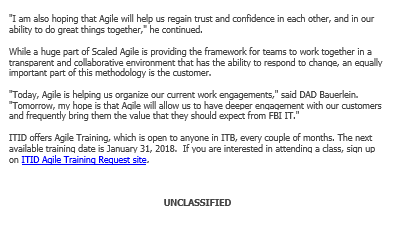 "I am also hoping that Agile will help us regain trust and confidence in each other, and in our
ability to do great things together," he continued.
While a huge part of Scaled Agile is providing the framework for teams to work together in a
transparent and collaborative environment that has the ability to respond to change, an equally
important part of this methodology is the customer.
"Today, Agile is helping us organize our current work engagements," said DAD Bauerlein.
"Tomorrow, my hope is that Agile will allow us to have deeper engagement with our customers
and frequently bring them the value that they should expect from FBI IT."
ITID offers Agile Training, which is open to anyone in ITB, every couple of months. The next
available training date is January 31, 2018.  If you are interested in attending a class, sign up
on ITID Agile Training Request site.
UNCLASSIFIED